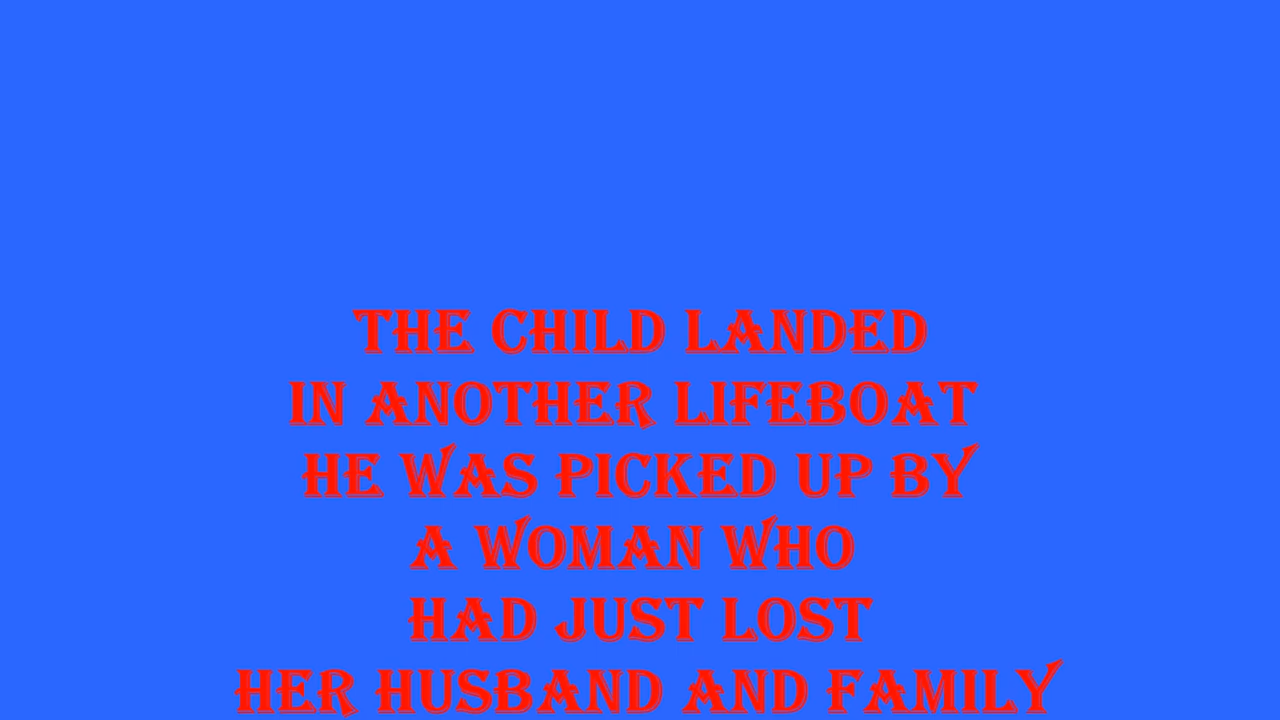 THE CHILD LANDED
IN ANOTHER LIFEBOAT
HE WAS PICKED UP BY
A WOMAN WHO
HAD JUST LOST
HER HUSBAND AND FAMILY